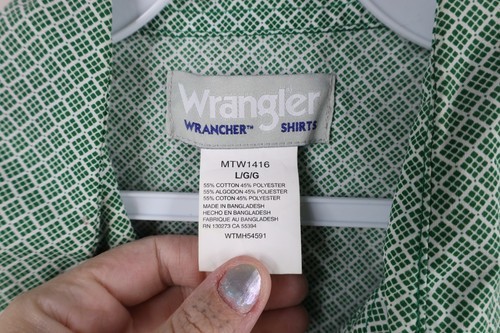 Wrangler
WRANCHER™ SHIRTS
MTW1416
L/G/G
55% COTTON 45% POLYESTER
55% ALGODON 45% POLIESTER
55% COTON 45% POLYESTER
MADE IN BANGLADESH
HECHO EN BANGLADESH
FABRIQUE AU BANGLADESH
RN 130273 CA 55394
WTMH54591